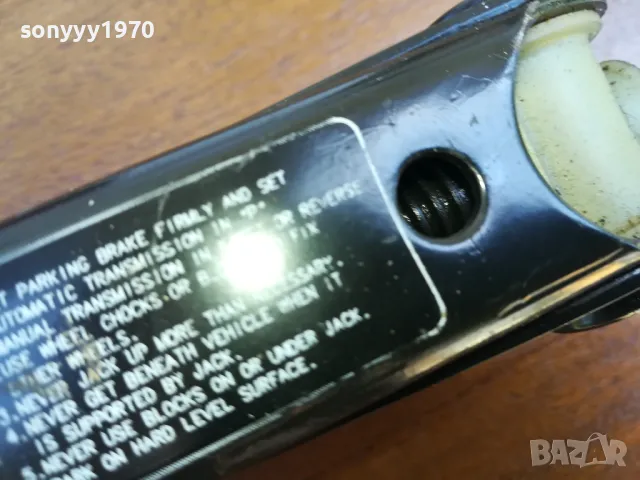 sonyyy1970
PARKING BRAKE FIRMLY AND SET
AUTOMATIC TRANSMISSION IN "P"
MANUAL TRANSMISSION IN OR REVERSE
USE WHEEL CHOCKS OR FIX
WHEELS.
3.NEVER JACK UP MORE THAN NECESSARY.
4.NEVER GET BENEATH VEHICLE WHEN IT
IS SUPPORTED BY JACK.
5.NEVER USE BLOCKS ON OR UNDER JACK.
ON HARD LEVEL SURFACE.
BAZAR